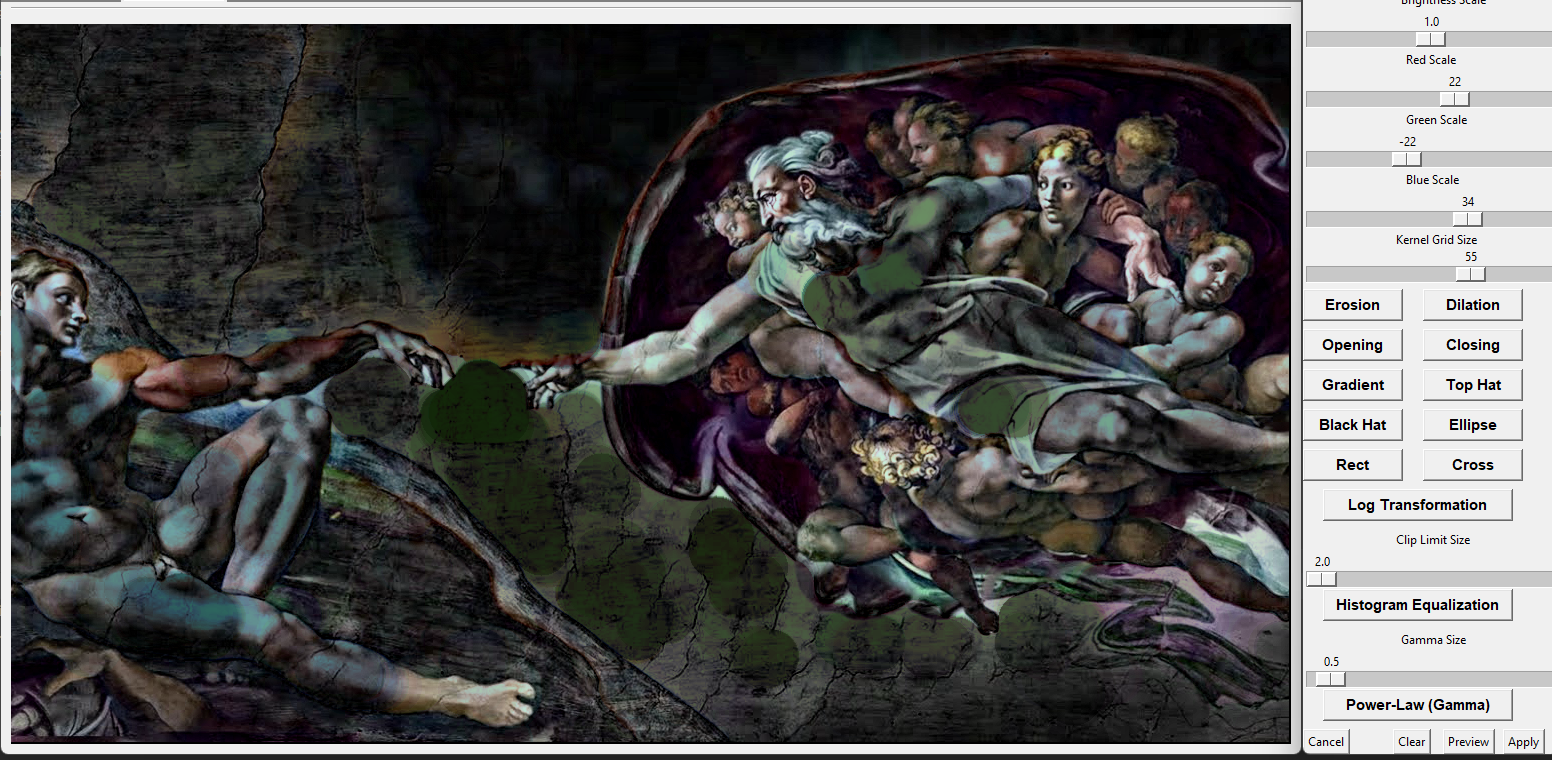 Brightness Scale
1.0
Red Scale
22
Green Scale
-22
Blue Scale
34
Kernel Grid Size
55
Erosion Dilation
Opening Closing
Gradient Top Hat
Black Hat Ellipse
Rect Cross
Log Transformation
Clip Limit Size
2.0
Histogram Equalization
Gamma Size
0.5
Power-Law (Gamma)
Cancel Clear Preview Apply